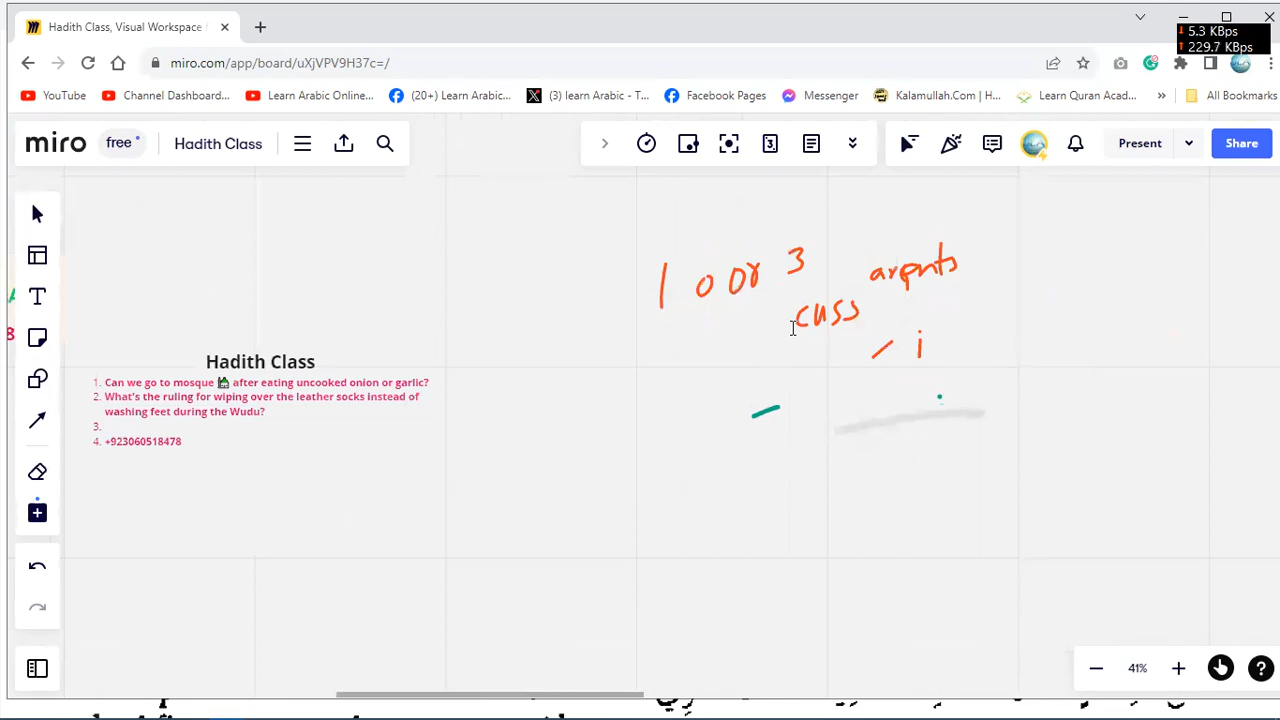 Hadith Class, Visual Workspace
5.3 KBps
229.7 KBps
miro.com/app/board/uXjVPV9H37c=/
YouTube Channel Dashboard... Learn Arabic Online... (20+) Learn Arabic... (3) learn Arabic - T... Facebook Pages Messenger Kalamullah.Com | H... Learn Quran Acad... » All Bookmarks
miro free Hadith Class Present Share
1 0 or 3
class
i
Hadith Class
1. Can we go to mosque 🕌 after eating uncooked onion or garlic?
2. What's the ruling for wiping over the leather socks instead of
washing feet during the Wudu?
3.
4. +923060518478
41%